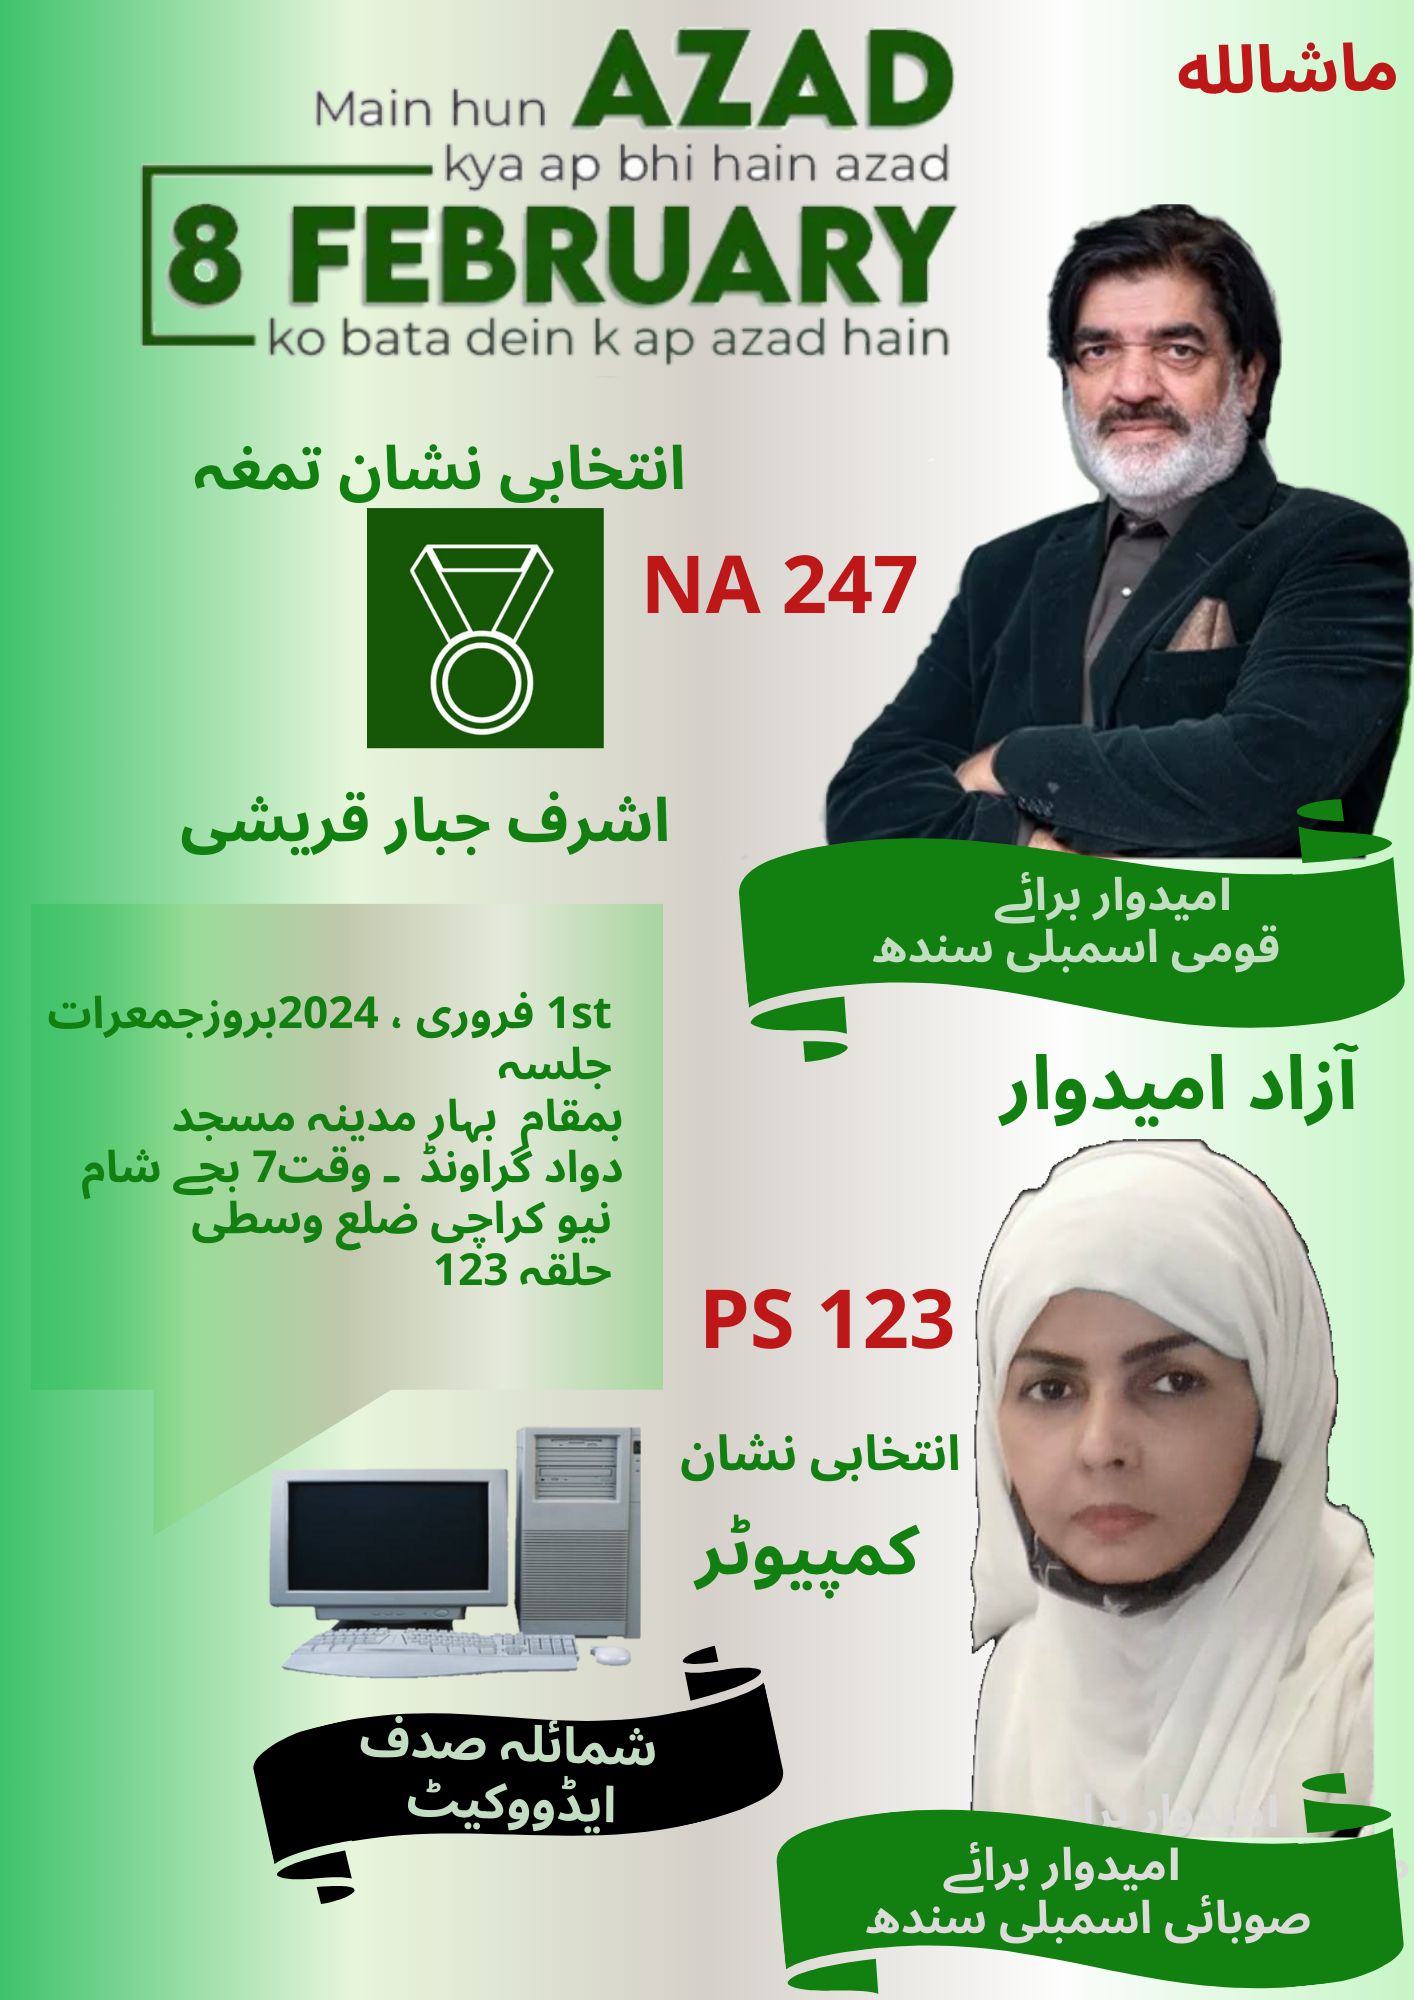 ماشالله
Main hun AZAD
kya ap bhi hain azad
8 FEBRUARY
ko bata dein k ap azad hain
انتخابی نشان تمغہ
NA 247
اشرف جبار قریشی
امیدوار برائے
قومی اسمبلی سندھ
1st فروری ، 2024بروزجمعرات
جلسہ
بمقام  بہار مدینہ مسجد
دواد گراونڈ  ۔ وقت7 بجے شام
نیو کراچی ضلع وسطی
حلقہ 123
آزاد امیدوار
PS 123
انتخابی نشان
کمپیوٹر
شمائلہ صدف
ایڈووکیٹ
امیدوار برائے
صوبائی اسمبلی سندھ